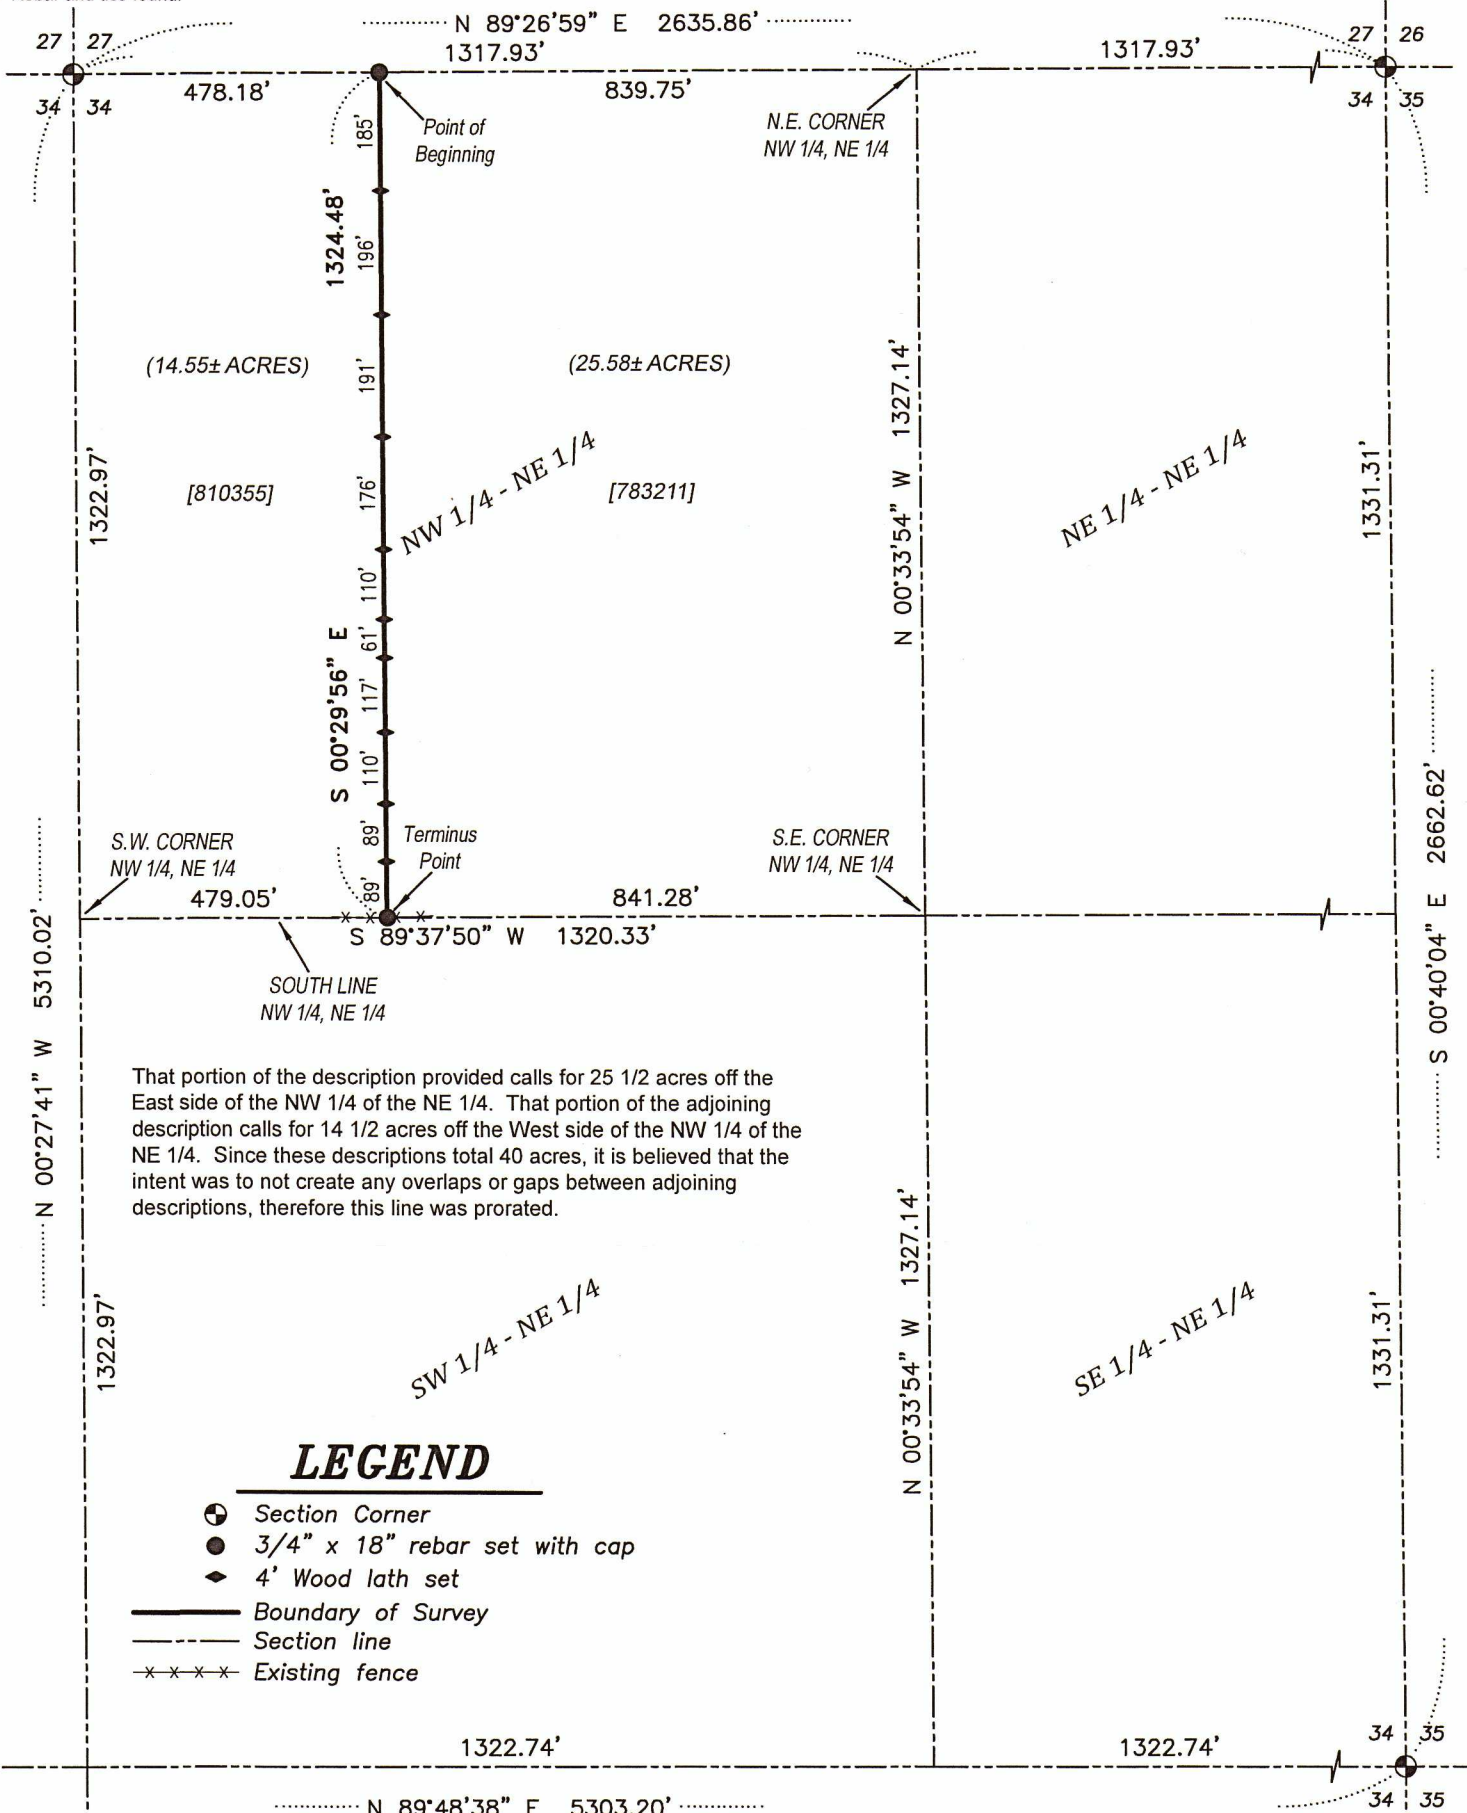 N 89°26'59" E 2635.86'
27 27
1317.93'
1317.93'
27 26
478.18'
839.75'
34 34
34 35
Point of
Beginning
N.E. CORNER
NW 1/4, NE 1/4
185'
1324.48'
196'
(14.55± ACRES)
(25.58± ACRES)
191'
N 00°33'54" W 1327.14'
1322.97'
[810355]
176'
NW 1/4 - NE 1/4
[783211]
NE 1/4 - NE 1/4
1331.31'
110'
61'
S 00°29'56" E
117'
110'
89'
89'
S.W. CORNER
NW 1/4, NE 1/4
Terminus
Point
S.E. CORNER
NW 1/4, NE 1/4
479.05'
841.28'
S 89°37'50" W 1320.33'
SOUTH LINE
NW 1/4, NE 1/4
N 00°27'41" W 5310.02'
S 00°40'04" E 2662.62'
That portion of the description provided calls for 25 1/2 acres off the
East side of the NW 1/4 of the NE 1/4. That portion of the adjoining
description calls for 14 1/2 acres off the West side of the NW 1/4 of the
NE 1/4. Since these descriptions total 40 acres, it is believed that the
intent was to not create any overlaps or gaps between adjoining
descriptions, therefore this line was prorated.
1322.97'
SW 1/4 - NE 1/4
N 00°33'54" W 1327.14'
SE 1/4 - NE 1/4
1331.31'
LEGEND
Section Corner
3/4" x 18" rebar set with cap
4' Wood lath set
Boundary of Survey
Section line
Existing fence
1322.74'
1322.74'
34 35
34 35
N 89°48'38" E 5303.20'